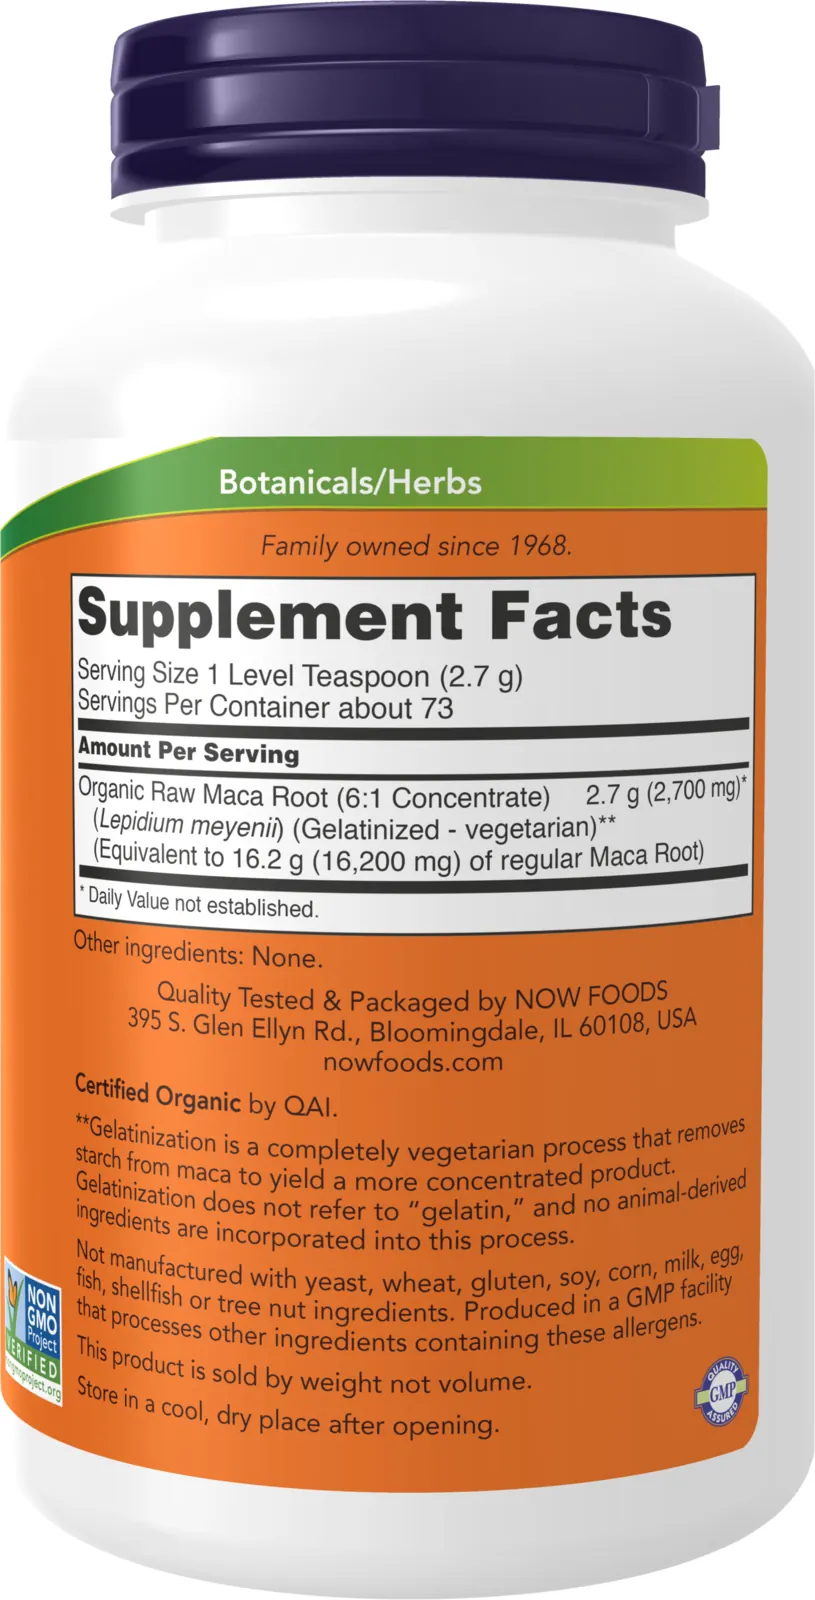 Botanicals/Herbs
Family owned since 1968.
Supplement Facts
Serving Size 1 Level Teaspoon (2.7 g)
Servings Per Container about 73
Amount Per Serving
Organic Raw Maca Root (6:1 Concentrate) 2.7 g (2,700 mg)*
(Lepidium meyenii) (Gelatinized - vegetarian)**
(Equivalent to 16.2 g (16,200 mg) of regular Maca Root)
* Daily Value not established.
Other ingredients: None.
Quality Tested & Packaged by NOW FOODS
395 S. Glen Ellyn Rd., Bloomingdale, IL 60108, USA
nowfoods.com
Certified Organic by QAI.
**Gelatinization is a completely vegetarian process that removes
starch from maca to yield a more concentrated product.
Gelatinization does not refer to “gelatin,” and no animal-derived
ingredients are incorporated into this process.
Not manufactured with yeast, wheat, gluten, soy, corn, milk, egg,
fish, shellfish or tree nut ingredients. Produced in a GMP facility
that processes other ingredients containing these allergens.
This product is sold by weight not volume.
Store in a cool, dry place after opening.
NON
GMO
Project
VERIFIED
QUALITY
GMP
ASSURED